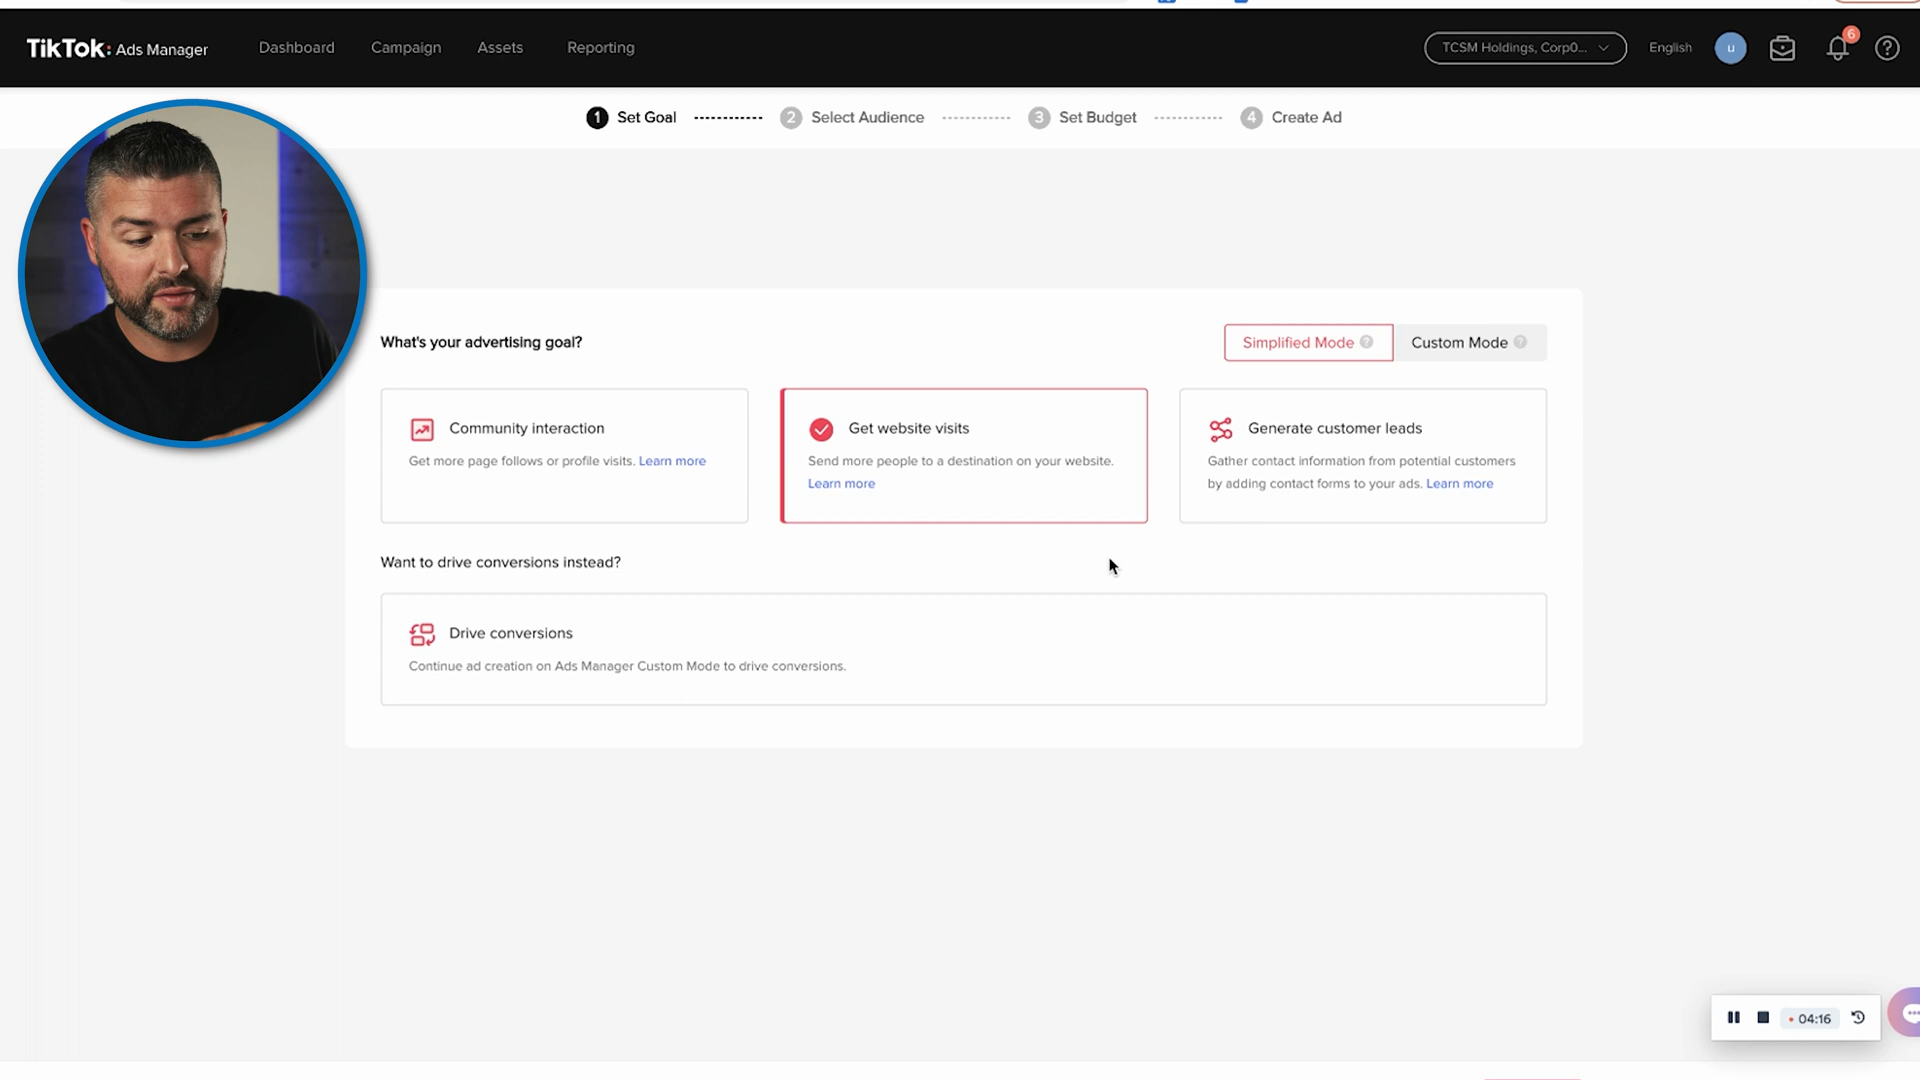 TikTok: Ads Manager
Dashboard
Campaign
Assets
Reporting
TCSM Holdings, Corp0...
English
u
6
1 Set Goal
2 Select Audience
3 Set Budget
4 Create Ad
What's your advertising goal?
Simplified Mode
Custom Mode
Community interaction
Get more page follows or profile visits. Learn more
Get website visits
Send more people to a destination on your website.
Learn more
Generate customer leads
Gather contact information from potential customers
by adding contact forms to your ads. Learn more
Want to drive conversions instead?
Drive conversions
Continue ad creation on Ads Manager Custom Mode to drive conversions.
04:16